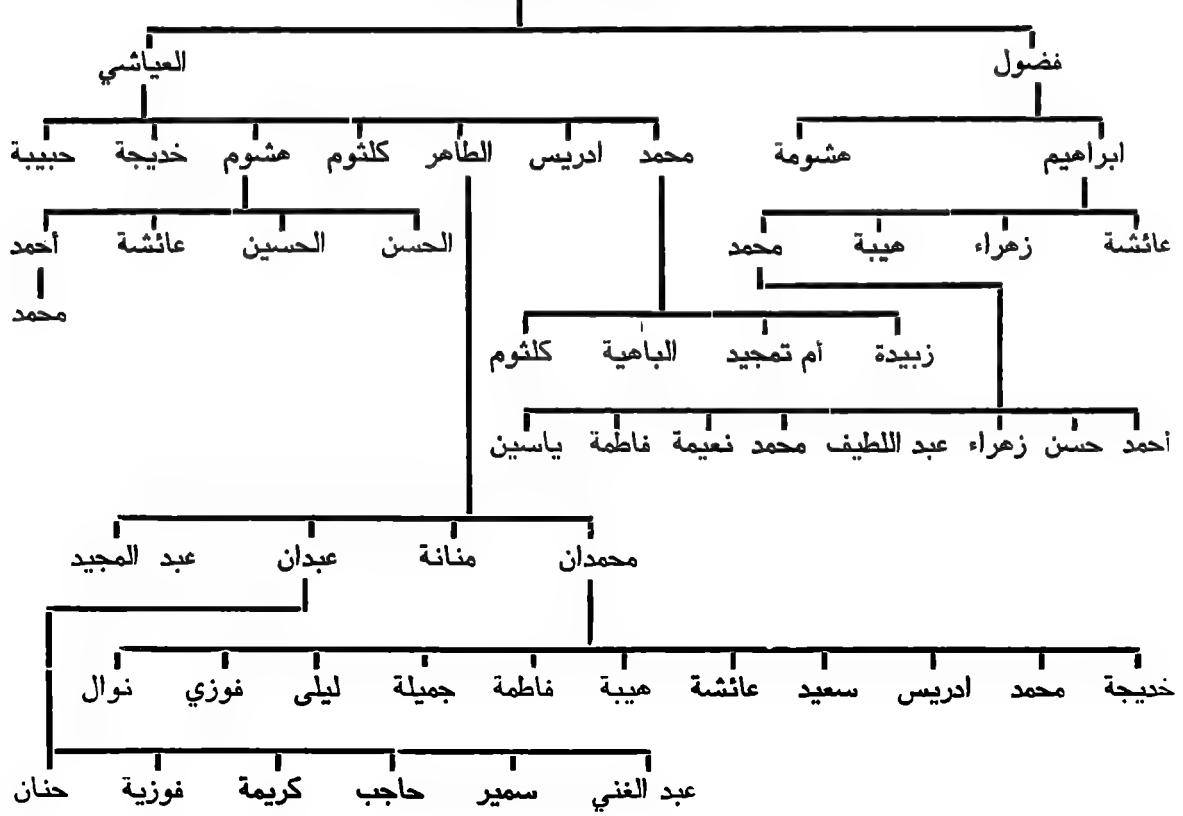 فضول العياشي
ابراهيم هشومة محمد ادريس الطاهر كلثوم هشوم خديجة حبيبة
عائشة زهراء هيبة محمد الحسن الحسين عائشة أحمد
محمد
زبيدة أم تمجيد الباهية كلثوم
أحمد حسن زهراء عبد اللطيف محمد نعيمة فاطمة ياسين
محمدان منانة عبدان عبد المجيد
خديجة محمد ادريس سعيد عائشة هيبة فاطمة جميلة ليلى فوزي نوال
عبد الغني سمير حاجب كريمة فوزية حنان